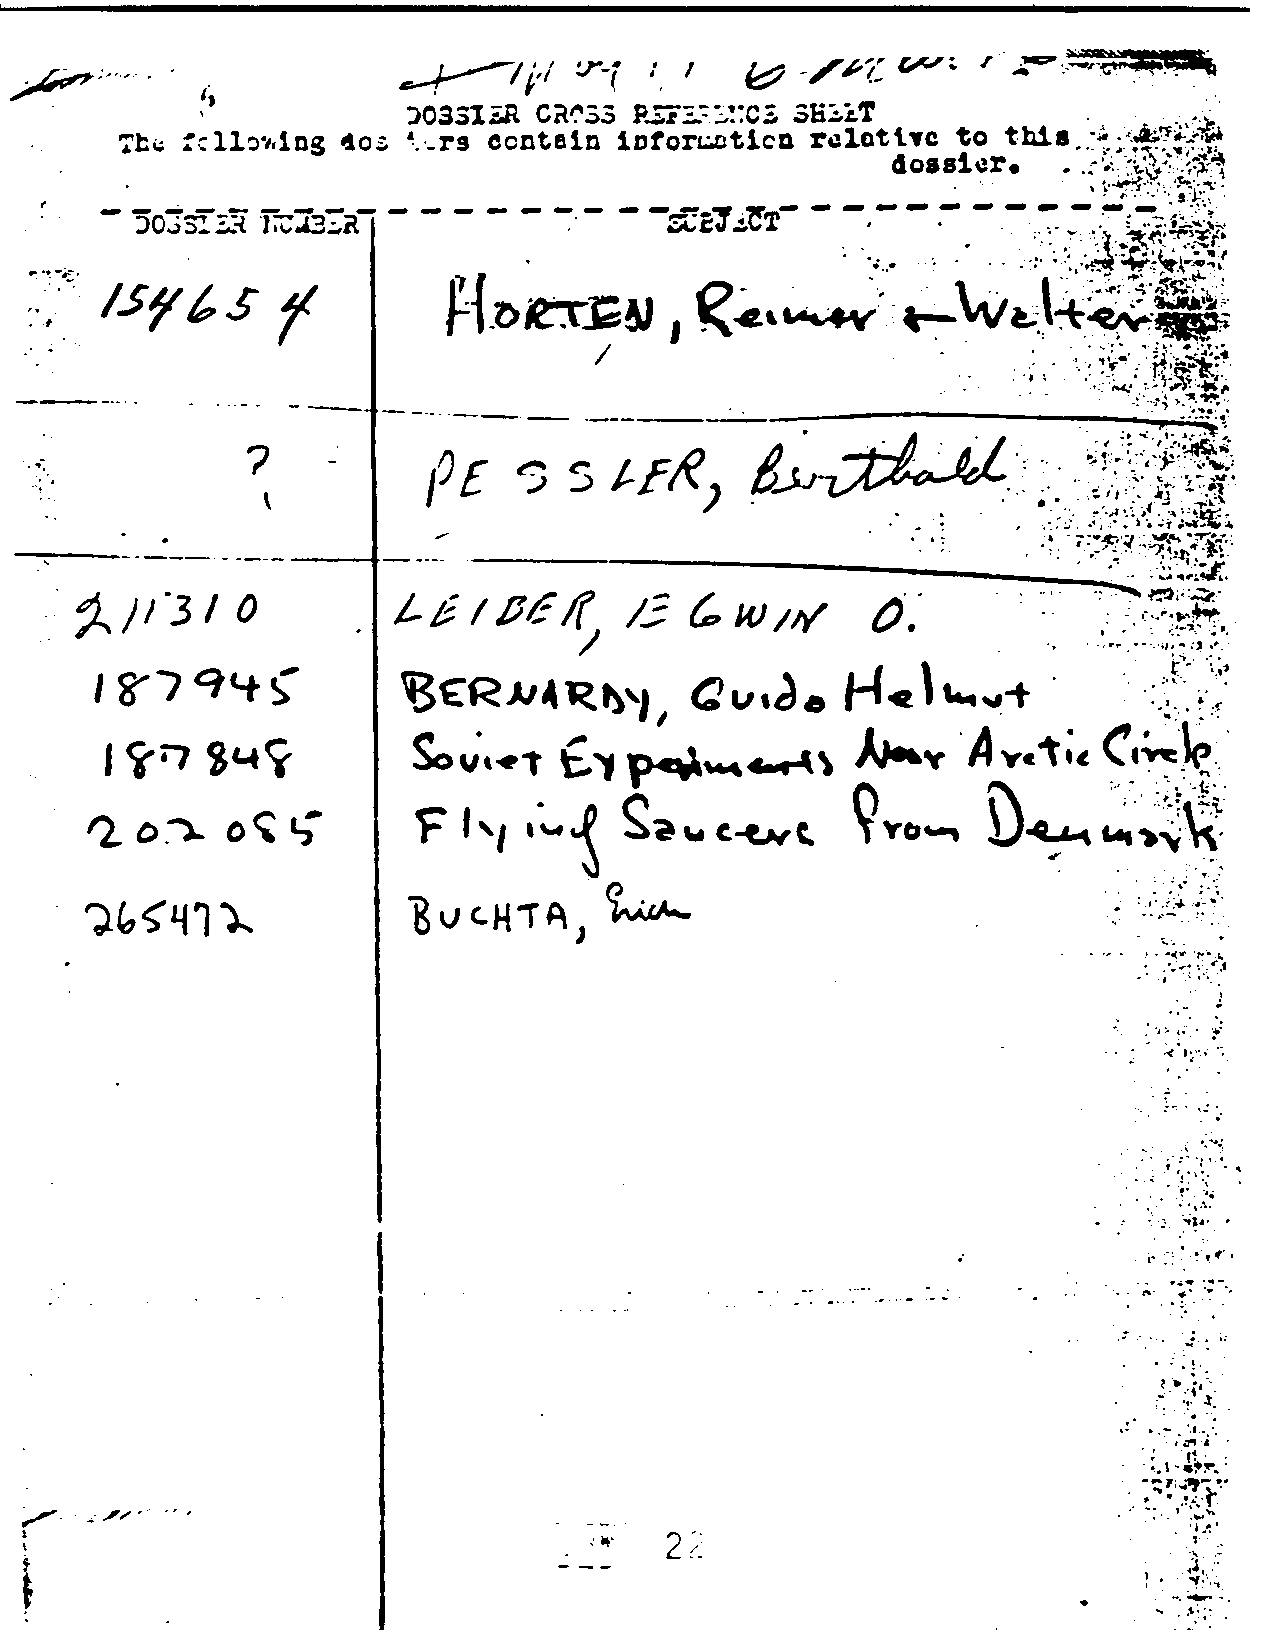 DOSSIER CROSS REFERENCE SHEET
The following dossiers contain information relative to this
dossier.
DOSSIER NUMBER SUBJECT
154654 HORTEN, Reimar + Walter
? PESSLER, Berthald
211310 LEIBER, EGWIN O.
187945 BERNARDY, Guido Helmut
187848 Soviet Experiments Near Arctic Circle
202085 Flying Saucers from Denmark
265472 BUCHTA, Erich
22